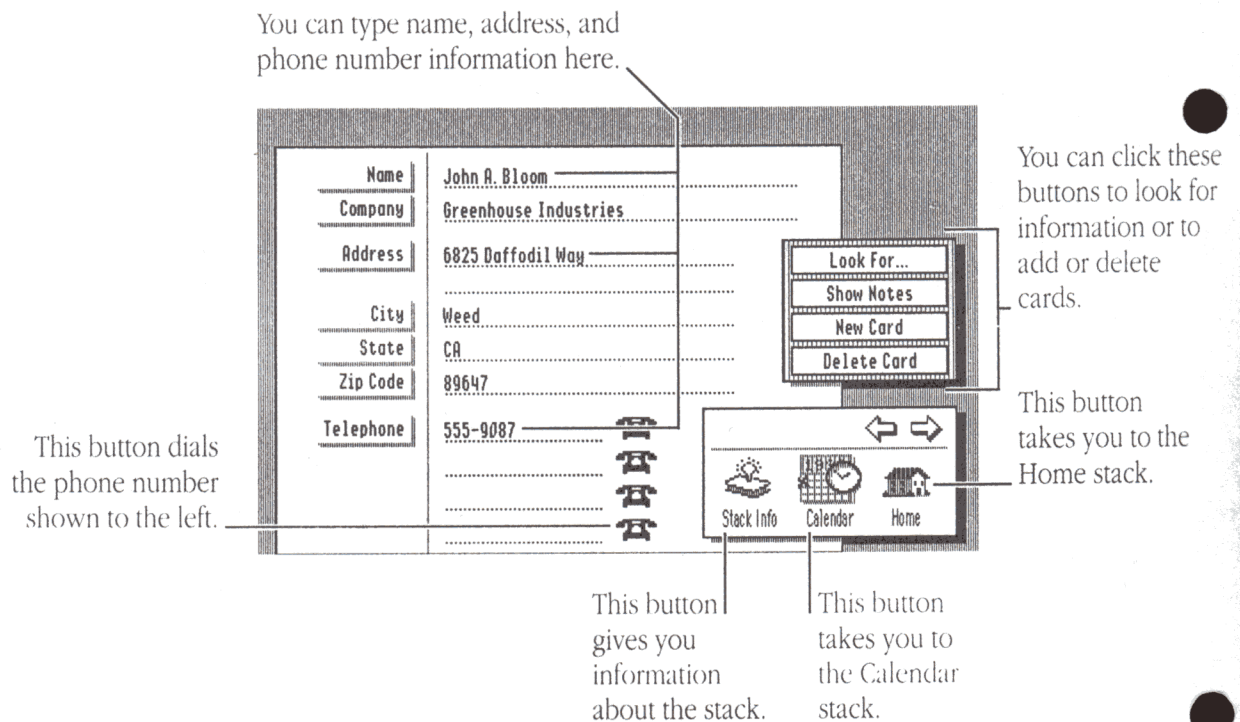 You can type name, address, and
phone number information here.
Name
John A. Bloom
Company
Greenhouse Industries
Address
6825 Daffodil Way
City
Weed
State
CA
Zip Code
89647
Telephone
555-9087
Look For...
Show Notes
New Card
Delete Card
You can click these
buttons to look for
information or to
add or delete
cards.
This button
takes you to the
Home stack.
Stack Info
Calendar
Home
This button dials
the phone number
shown to the left.
This button
gives you
information
about the stack.
This button
takes you to
the Calendar
stack.